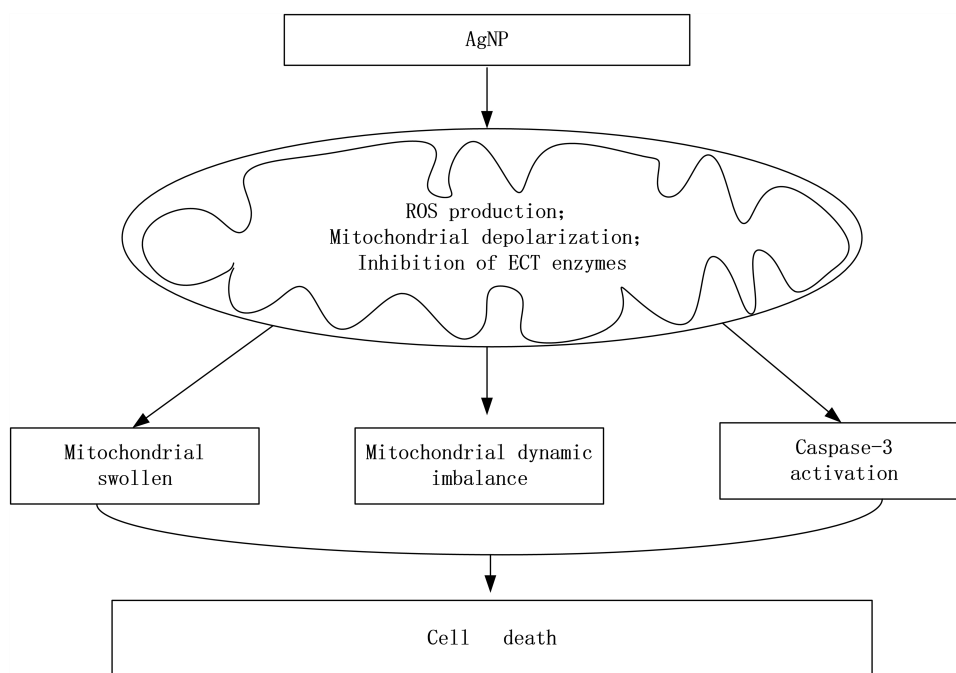 AgNP
ROS production;
Mitochondrial depolarization;
Inhibition of ECT enzymes
Mitochondrial
swollen
Mitochondrial dynamic
imbalance
Caspase-3
activation
Cell death